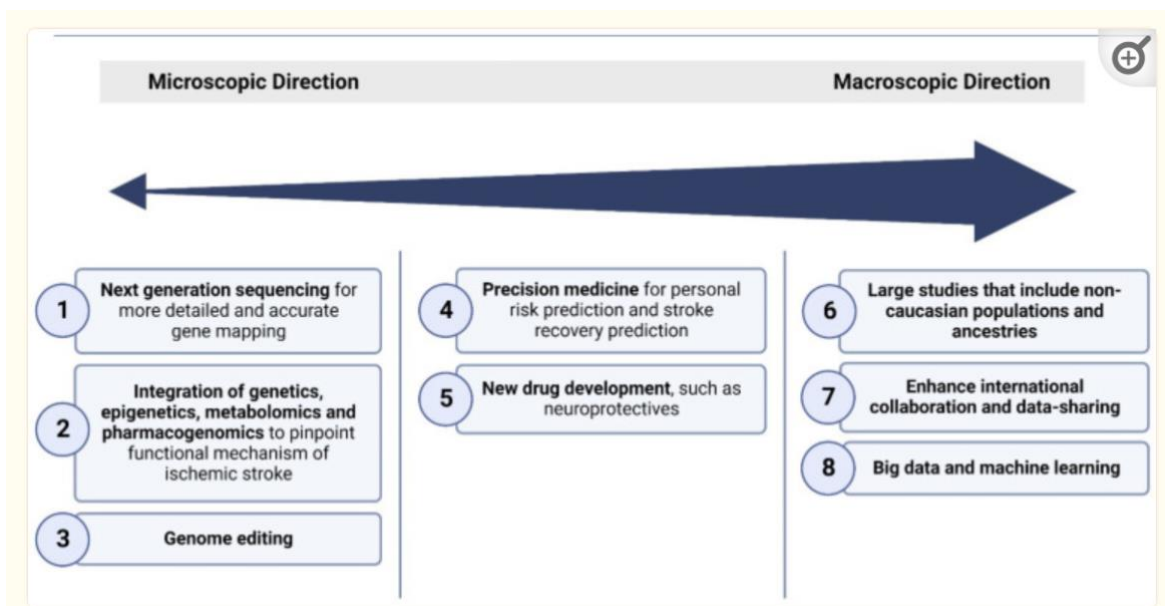 Microscopic Direction
Macroscopic Direction
1
Next generation sequencing for
more detailed and accurate
gene mapping
2
Integration of genetics,
epigenetics, metabolomics and
pharmacogenomics to pinpoint
functional mechanism of
ischemic stroke
3
Genome editing
4
Precision medicine for personal
risk prediction and stroke
recovery prediction
5
New drug development, such as
neuroprotectives
6
Large studies that include non-
caucasian populations and
ancestries
7
Enhance international
collaboration and data-sharing
8
Big data and machine learning